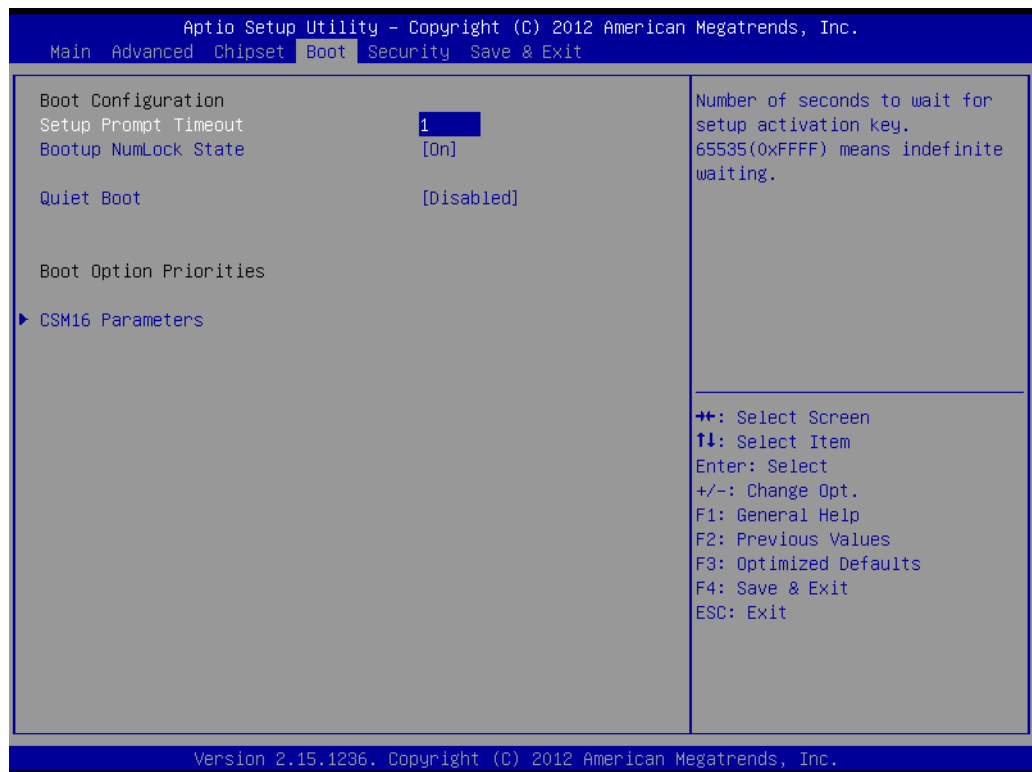 Aptio Setup Utility – Copyright (C) 2012 American Megatrends, Inc.
Main Advanced Chipset Boot Security Save & Exit
Boot Configuration
Setup Prompt Timeout 1
Bootup NumLock State [On]
Quiet Boot [Disabled]
Boot Option Priorities
CSM16 Parameters
Number of seconds to wait for
setup activation key.
65535(0xFFFF) means indefinite
waiting.
→←: Select Screen
↑↓: Select Item
Enter: Select
+/-: Change Opt.
F1: General Help
F2: Previous Values
F3: Optimized Defaults
F4: Save & Exit
ESC: Exit
Version 2.15.1236. Copyright (C) 2012 American Megatrends, Inc.